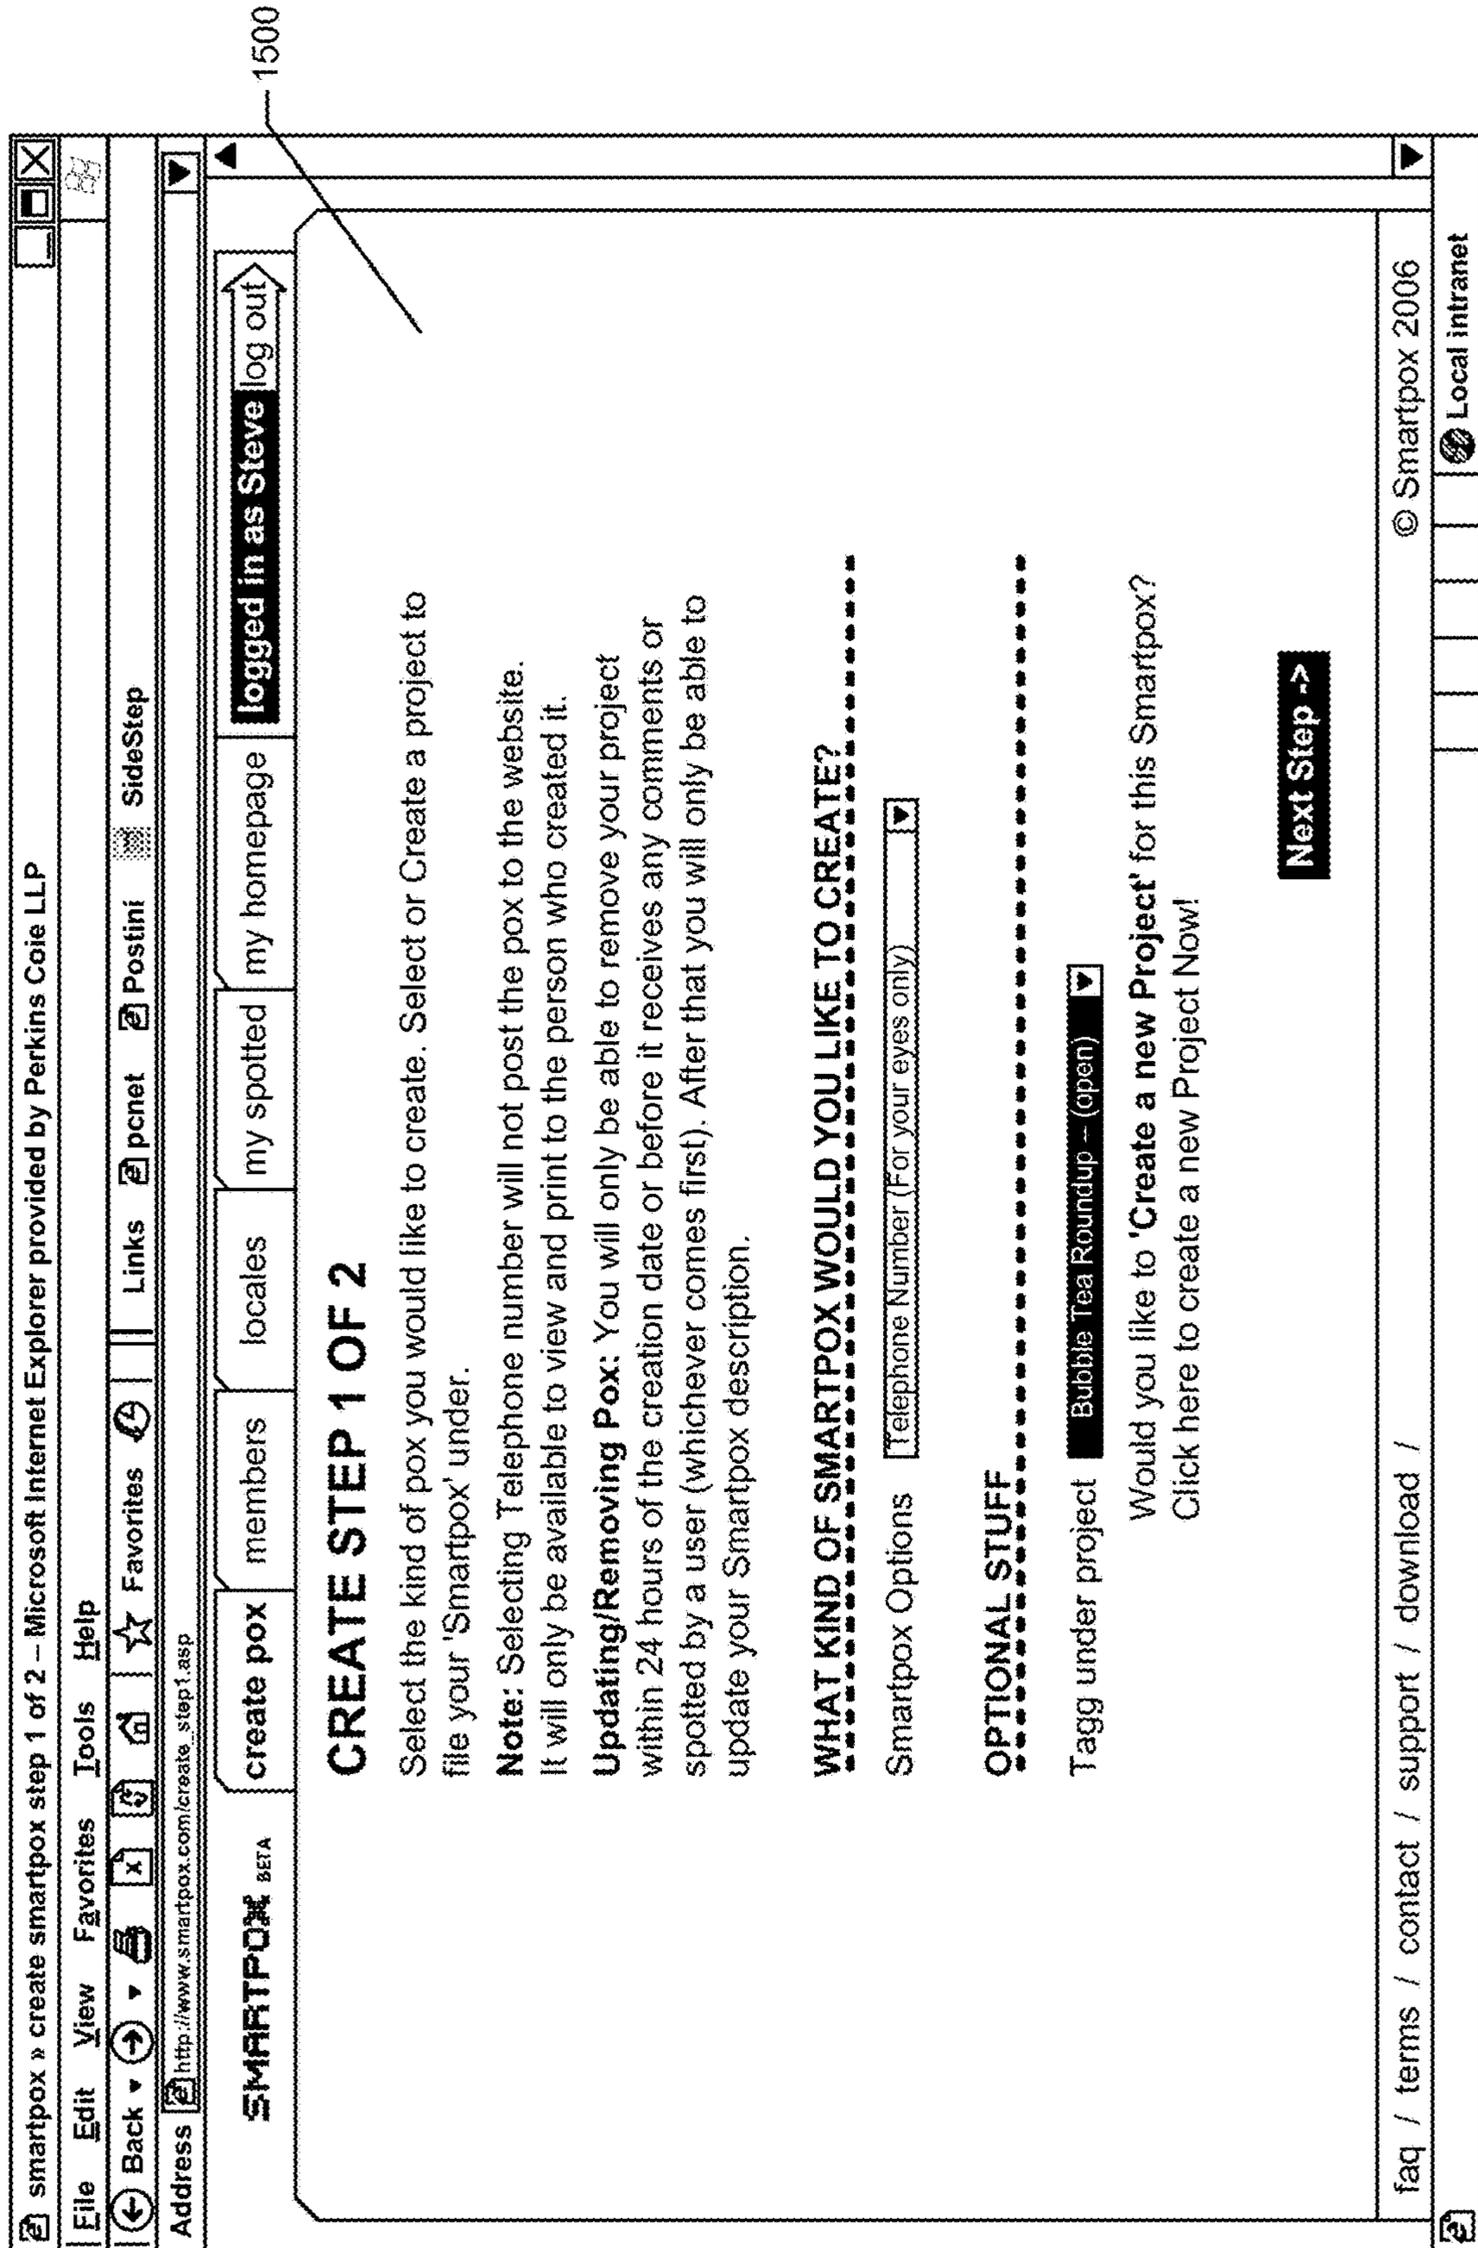 smartpox » create smartpox step 1 of 2 – Microsoft Internet Explorer provided by Perkins Coie LLP
File Edit View Favorites Tools Help
Back Favorites Links pcnet Postini SideStep
Address http://www.smartpox.com/create_step1.asp
1500
SMARTPOX BETA create pox members locales my spotted my homepage logged in as Steve log out
CREATE STEP 1 OF 2
Select the kind of pox you would like to create. Select or Create a project to
file your 'Smartpox' under.
Note: Selecting Telephone number will not post the pox to the website.
It will only be available to view and print to the person who created it.
Updating/Removing Pox: You will only be able to remove your project
within 24 hours of the creation date or before it receives any comments or
spotted by a user (whichever comes first). After that you will only be able to
update your Smartpox description.
WHAT KIND OF SMARTPOX WOULD YOU LIKE TO CREATE?
Smartpox Options Telephone Number (For your eyes only)
OPTIONAL STUFF
Tagg under project Bubble Tea Roundup -- (open)
Would you like to 'Create a new Project' for this Smartpox?
Click here to create a new Project Now!
Next Step ->
faq / terms / contact / support / download / © Smartpox 2006
Local intranet